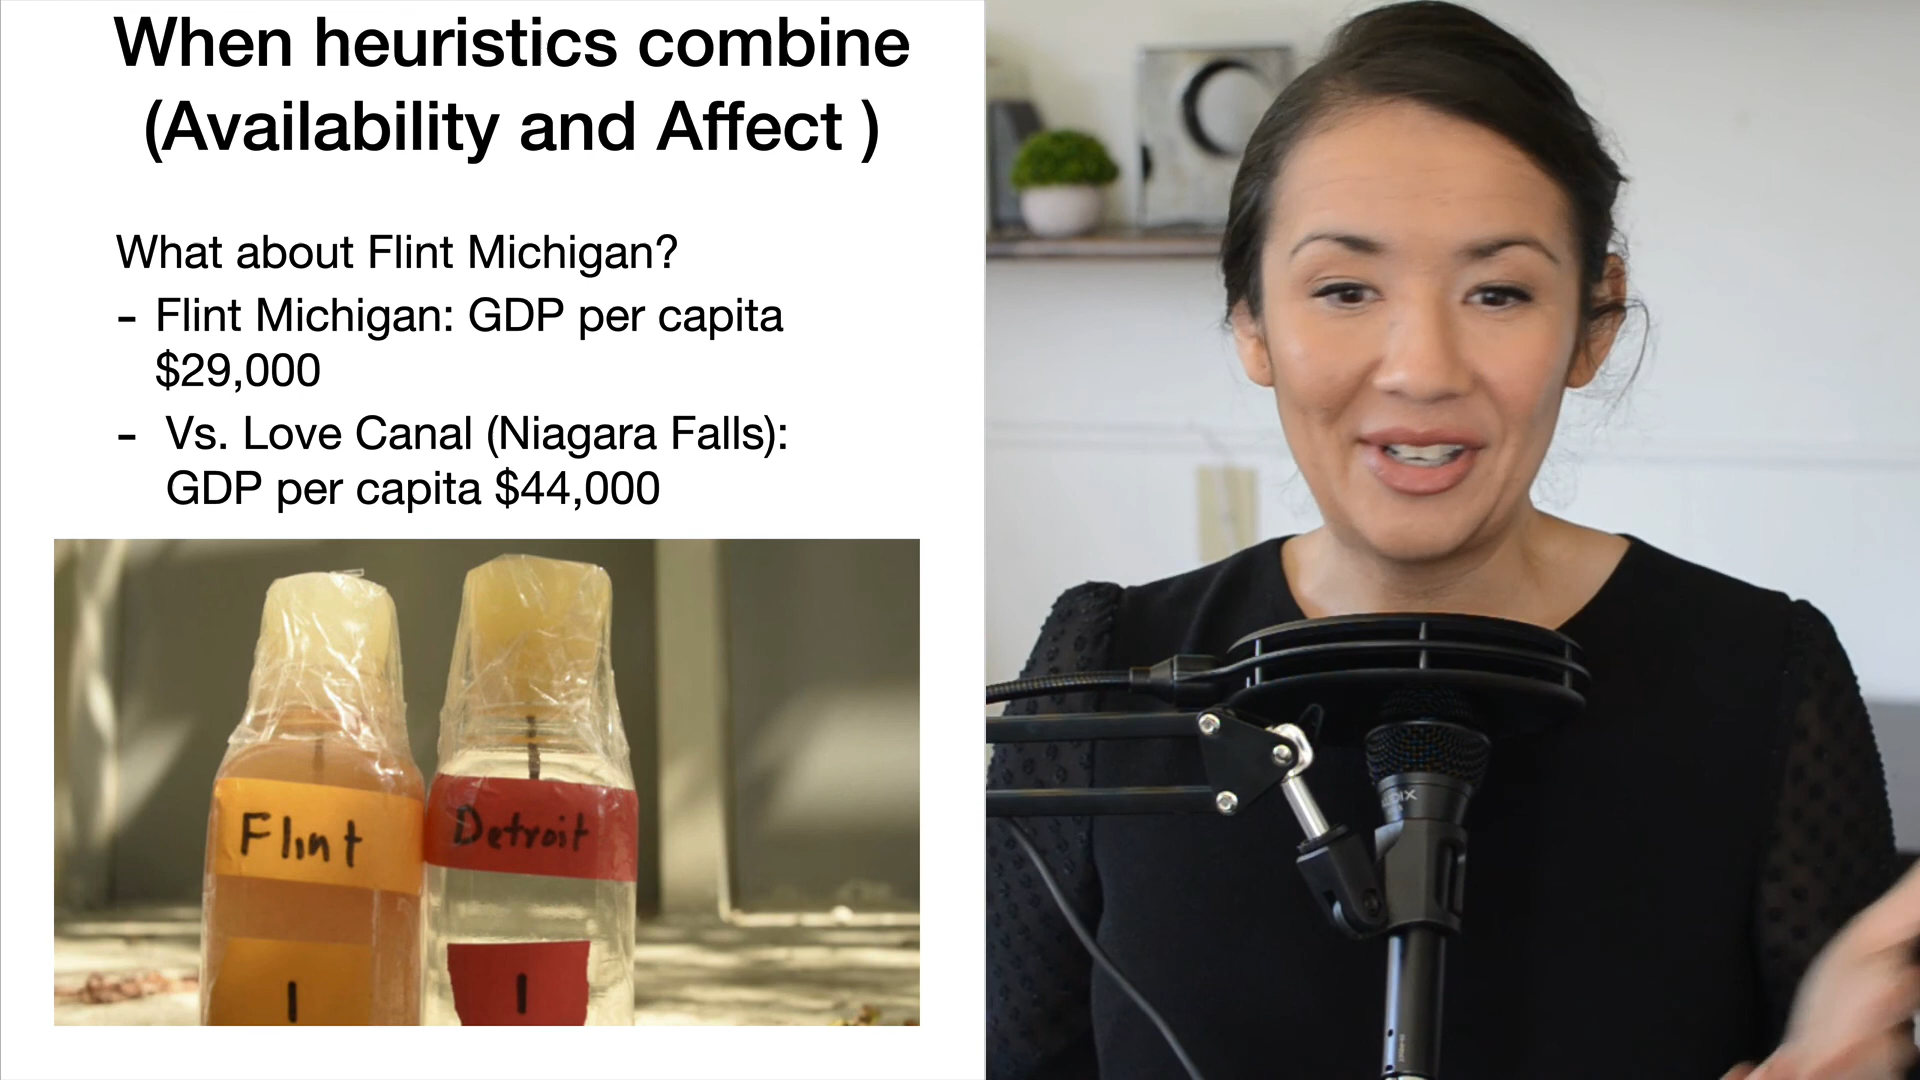 When heuristics combine
(Availability and Affect )
What about Flint Michigan?
- Flint Michigan: GDP per capita
$29,000
- Vs. Love Canal (Niagara Falls):
GDP per capita $44,000
Flint
Detroit
I
I